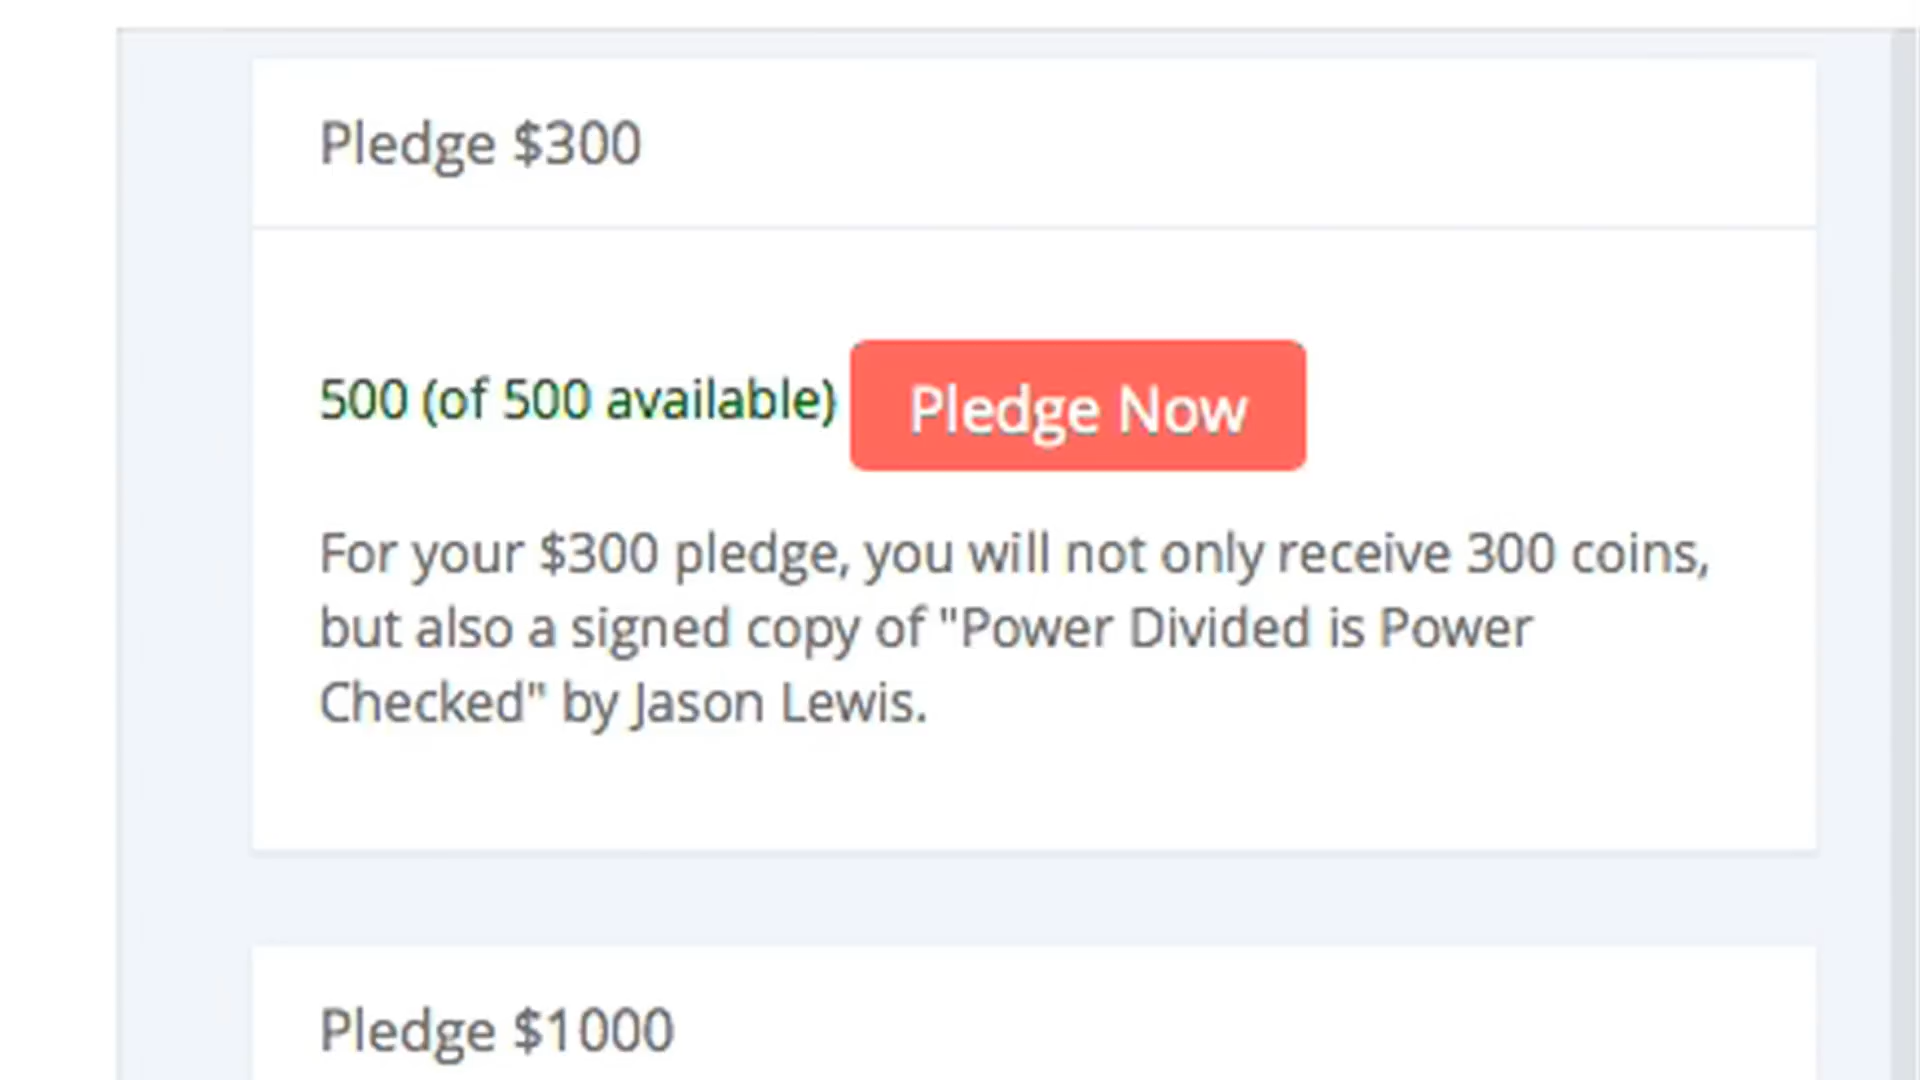 Pledge $300
500 (of 500 available) Pledge Now
For your $300 pledge, you will not only receive 300 coins,
but also a signed copy of "Power Divided is Power
Checked" by Jason Lewis.
Pledge $1000